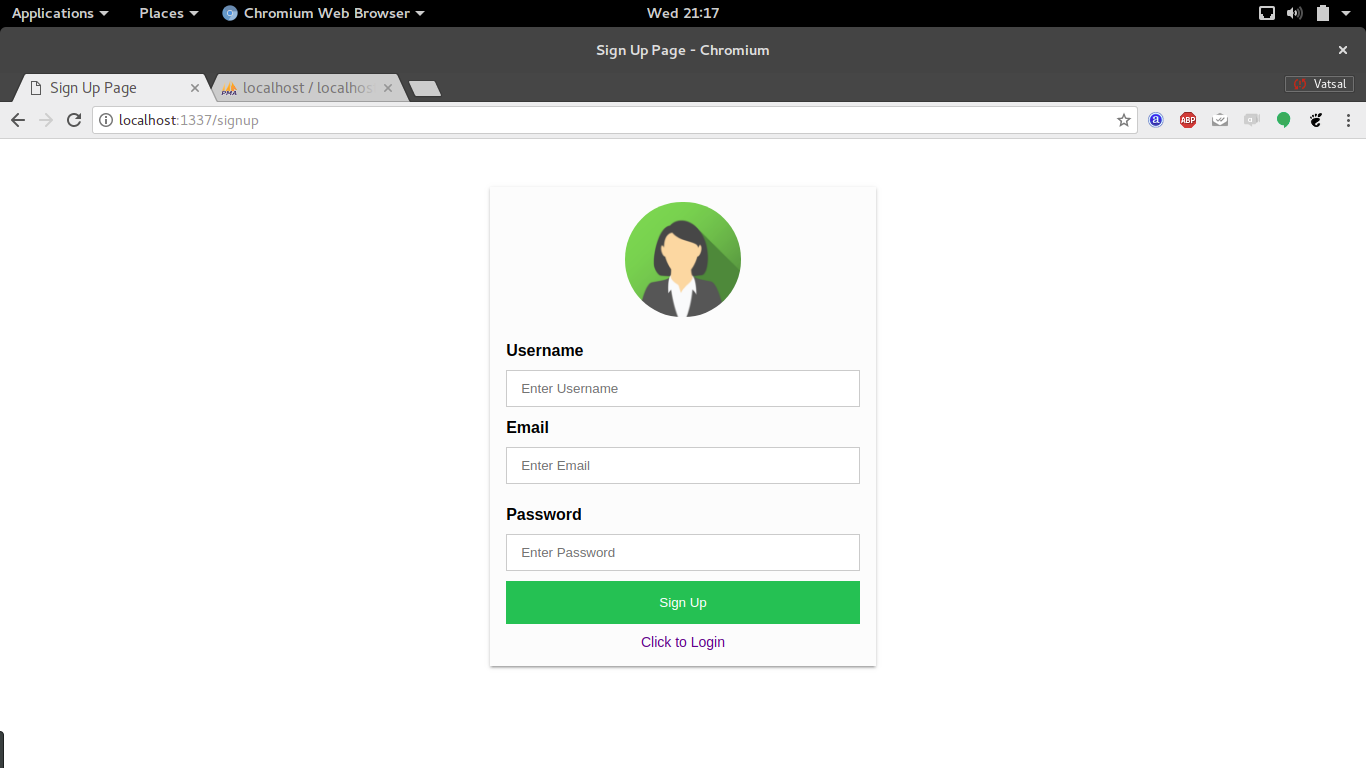 Applications Places Chromium Web Browser Wed 21:17
Sign Up Page - Chromium
Sign Up Page localhost / localhos Vatsal
localhost:1337/signup
ABP
Username
Enter Username
Email
Enter Email
Password
Enter Password
Sign Up
Click to Login